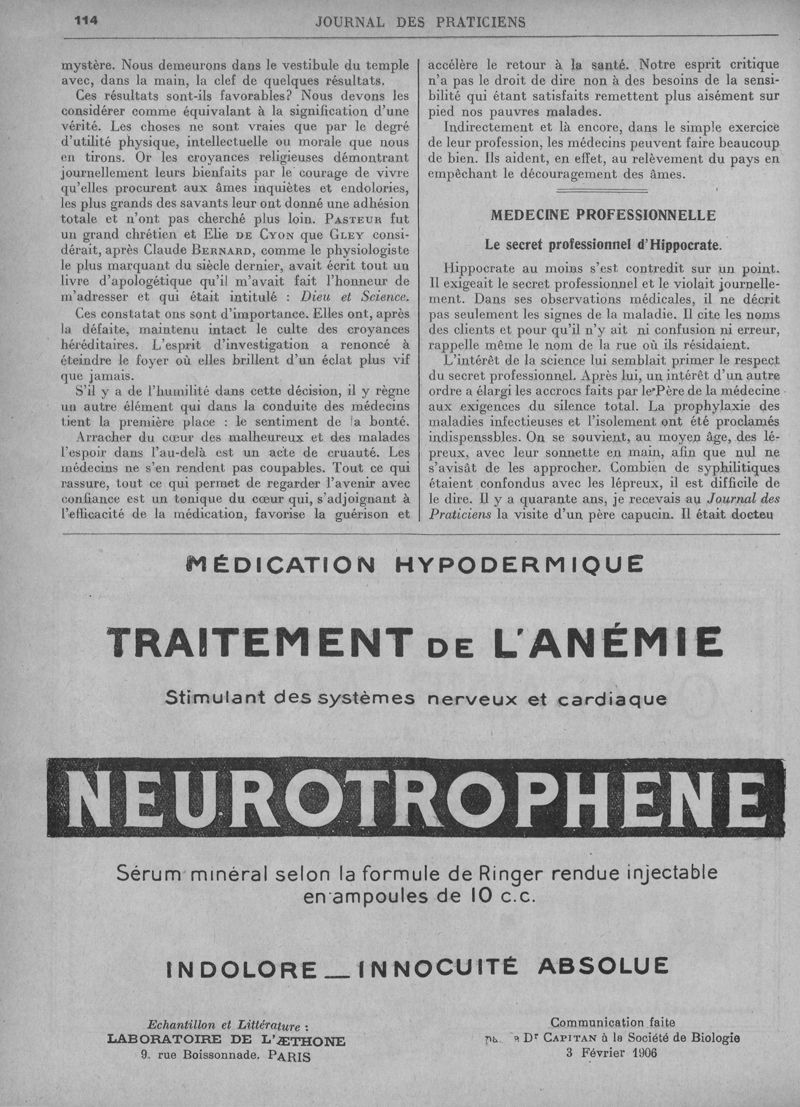 114
JOURNAL DES PRATICIENS
mystère. Nous demeurons dans le vestibule du temple
avec, dans la main, la clef de quelques résultats.
Ces résultats sont-ils favorables? Nous devons les
considérer comme équivalant à la signification d'une
vérité. Les choses ne sont vraies que par le degré
d'utilité physique, intellectuelle ou morale que nous
en tirons. Or les croyances religieuses démontrant
journellement leurs bienfaits par le courage de vivre
qu'elles procurent aux âmes inquiètes et endolories,
les plus grands des savants leur ont donné une adhésion
totale et n'ont pas cherché plus loin. PASTEUR fut
un grand chrétien et Elie DE CYON que GLEY consi-
dérait, après Claude BERNARD, comme le physiologiste
le plus marquant du siècle dernier, avait écrit tout un
livre d'apologétique qu'il m'avait fait l'honneur de
m'adresser et qui était intitulé : Dieu et Science.
Ces constatat ons sont d'importance. Elles ont, après
la défaite, maintenu intact le culte des croyances
héréditaires. L'esprit d'investigation a renoncé à
éteindre le foyer où elles brillent d'un éclat plus vif
que jamais.
S'il y a de l'humilité dans cette décision, il y règne
un autre élément qui dans la conduite des médecins
tient la première place : le sentiment de la bonté.
Arracher du cœur des malheureux et des malades
l'espoir dans l'au-delà est un acte de cruauté. Les
médecins ne s'en rendent pas coupables. Tout ce qui
rassure, tout ce qui permet de regarder l'avenir avec
confiance est un tonique du cœur qui, s'adjoignant à
l'efficacité de la médication, favorise la guérison et
accélère le retour à la santé. Notre esprit critique
n'a pas le droit de dire non à des besoins de la sensi-
bilité qui étant satisfaits remettent plus aisément sur
pied nos pauvres malades.
Indirectement et là encore, dans le simple exercice
de leur profession, les médecins peuvent faire beaucoup
de bien. Ils aident, en effet, au relèvement du pays en
empêchant le découragement des âmes.
MEDECINE PROFESSIONNELLE
Le secret professionnel d'Hippocrate.
Hippocrate au moins s'est contredit sur un point.
Il exigeait le secret professionnel et le violait journelle-
ment. Dans ses observations médicales, il ne décrit
pas seulement les signes de la maladie. Il cite les noms
des clients et pour qu'il n'y ait ni confusion ni erreur,
rappelle même le nom de la rue où ils résidaient.
L'intérêt de la science lui semblait primer le respect
du secret professionnel. Après lui, un intérêt d'un autre
ordre a élargi les accrocs faits par le Père de la médecine
aux exigences du silence total. La prophylaxie des
maladies infectieuses et l'isolement ont été proclamés
indispenssbles. On se souvient, au moyen âge, des lé-
preux, avec leur sonnette en main, afin que nul ne
s'avisât de les approcher. Combien de syphilitiques
étaient confondus avec les lépreux, il est difficile de
le dire. Il y a quarante ans, je recevais au Journal des
Praticiens la visite d'un père capucin. Il était docteu
MÉDICATION HYPODERMIQUE
TRAITEMENT DE L'ANÉMIE
Stimulant des systèmes nerveux et cardiaque
NEUROTROPHENE
Sérum minéral selon la formule de Ringer rendue injectable
en ampoules de 10 c.c.
INDOLORE _ INNOCUITÉ ABSOLUE
Echantillon et Littérature :
LABORATOIRE DE L'ÆTHONE
9. rue Boissonnade. PARIS
Communication faite
Dr CAPITAN à la Société de Biologie
3 Février 1906